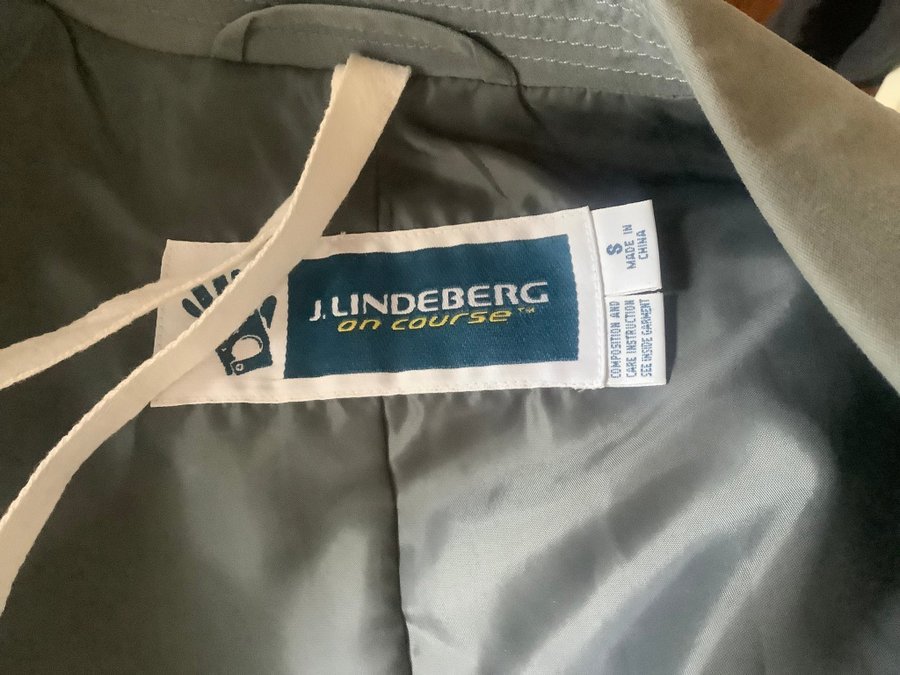 J.LINDEBERG
on course™
S
MADE IN
CHINA
COMPOSITION AND
CARE INSTRUCTION
SEE INSIDE GARMENT